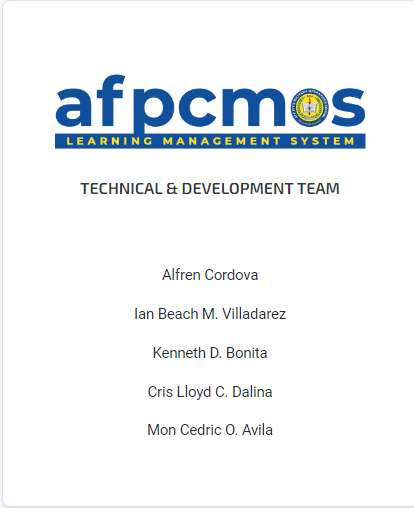 afpcmos
LEARNING MANAGEMENT SYSTEM
TECHNICAL & DEVELOPMENT TEAM
Alfren Cordova
Ian Beach M. Villadarez
Kenneth D. Bonita
Cris Lloyd C. Dalina
Mon Cedric O. Avila